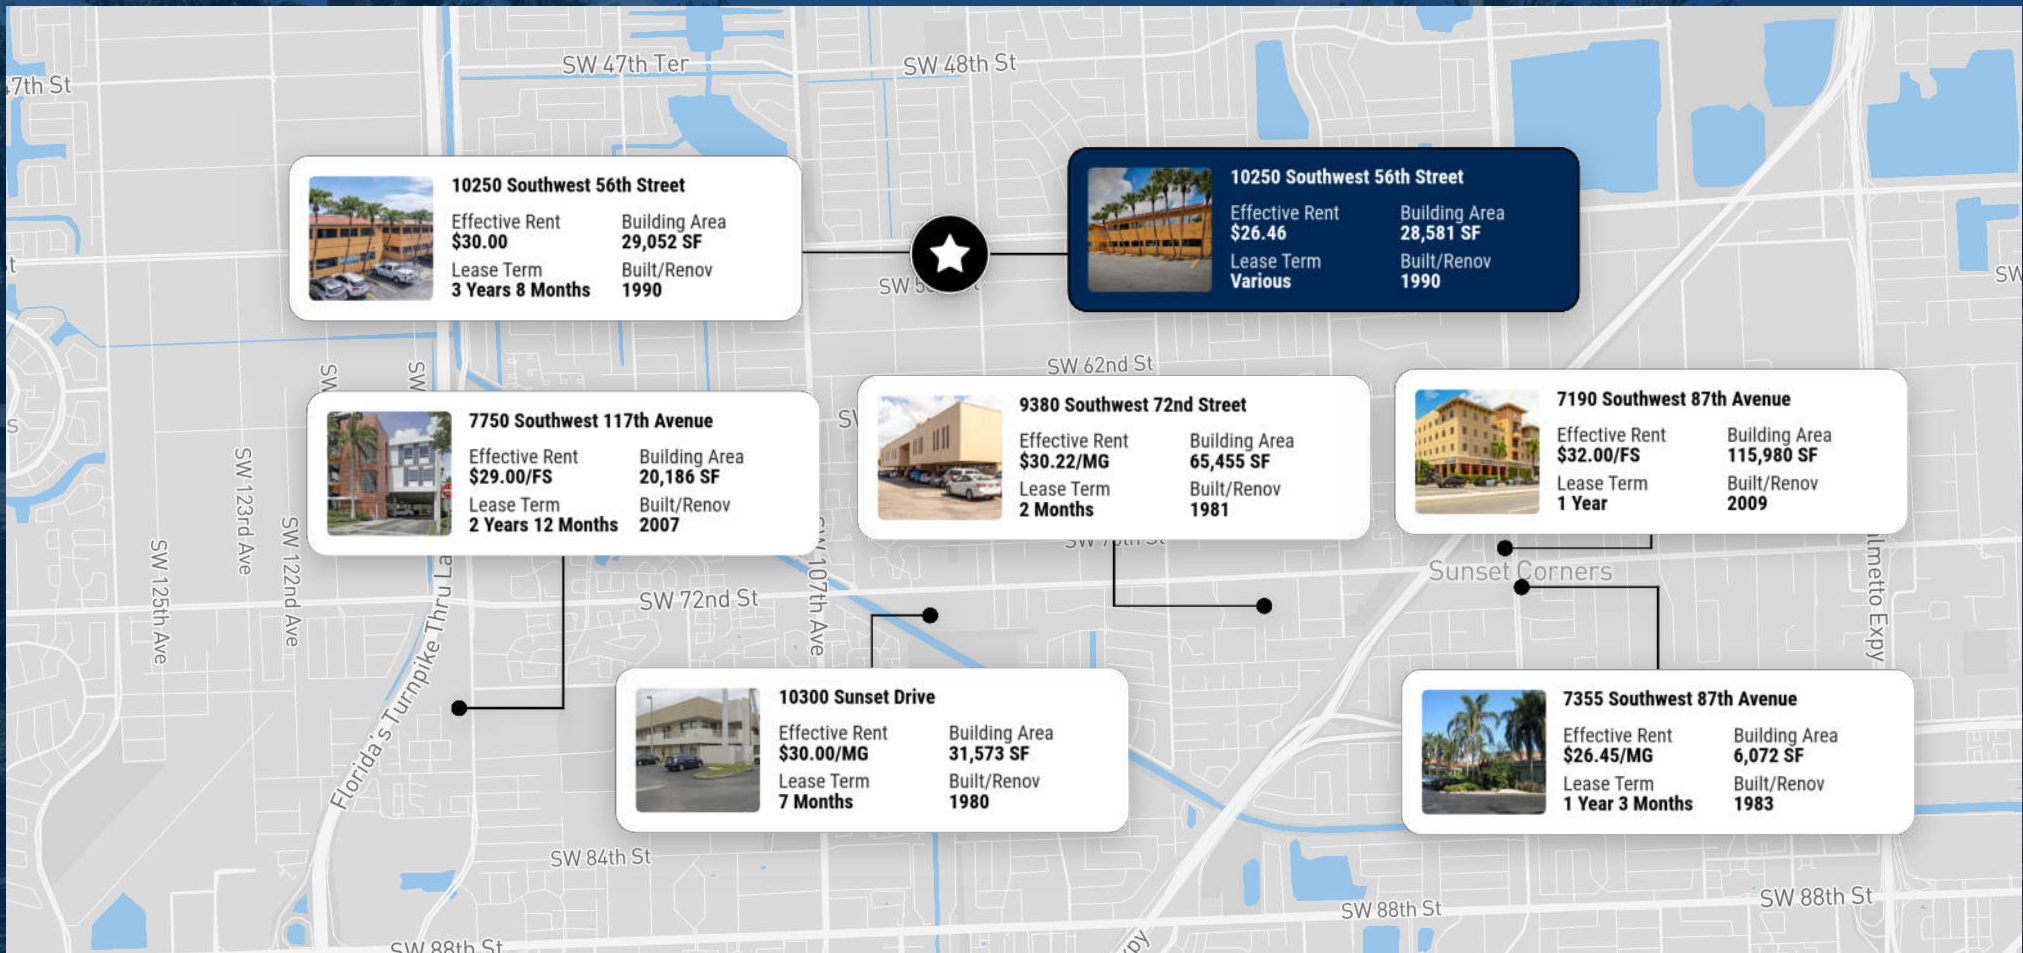 SW 47th Ter
SW 48th St
47th St
10250 Southwest 56th Street
Effective Rent
$30.00
Building Area
29,052 SF
Lease Term
3 Years 8 Months
Built/Renov
1990
10250 Southwest 56th Street
Effective Rent
$26.46
Building Area
28,581 SF
Lease Term
Various
Built/Renov
1990
SW
SW
SW 62nd St
SW
SW
7750 Southwest 117th Avenue
Effective Rent
$29.00/FS
Building Area
20,186 SF
Lease Term
2 Years 12 Months
Built/Renov
2007
9380 Southwest 72nd Street
Effective Rent
$30.22/MG
Building Area
65,455 SF
Lease Term
2 Months
Built/Renov
1981
7190 Southwest 87th Avenue
Effective Rent
$32.00/FS
Building Area
115,980 SF
Lease Term
1 Year
Built/Renov
2009
SW 123rd Ave
SW 122nd Ave
SW 125th Ave
SW 107th Ave
Sunset Corners
SW 72nd St
lmetto Expy
Florida's Turnpike Thru L
10300 Sunset Drive
Effective Rent
$30.00/MG
Building Area
31,573 SF
Lease Term
7 Months
Built/Renov
1980
7355 Southwest 87th Avenue
Effective Rent
$26.45/MG
Building Area
6,072 SF
Lease Term
1 Year 3 Months
Built/Renov
1983
SW 84th St
SW 88th St
SW 88th St
SW 88th St